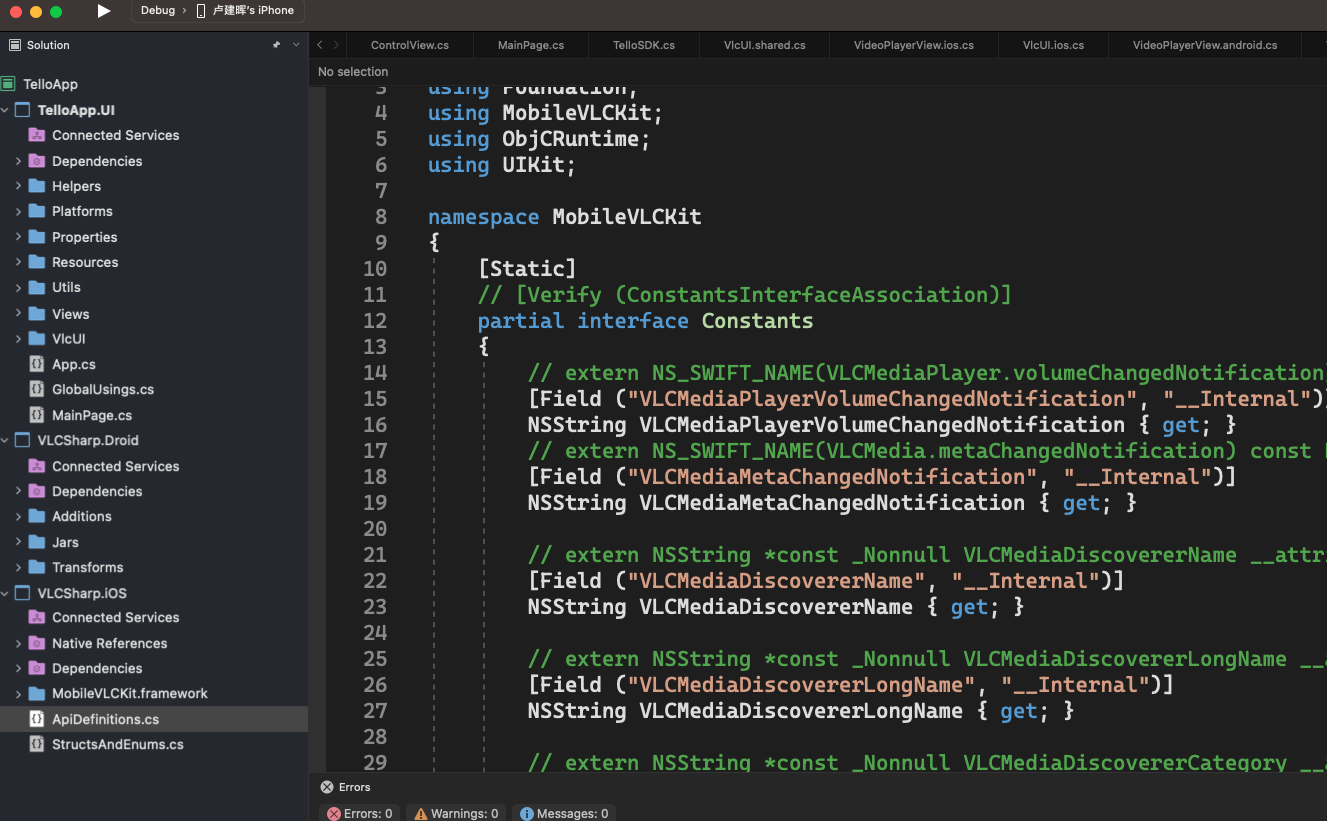 Debug › 卢建晖's iPhone
Solution
ControlView.cs
MainPage.cs
TelloSDK.cs
VlcUI.shared.cs
VideoPlayerView.ios.cs
VlcUI.ios.cs
VideoPlayerView.android.cs
No selection
TelloApp
TelloApp.UI
Connected Services
Dependencies
Helpers
Platforms
Properties
Resources
Utils
Views
VlcUI
App.cs
GlobalUsings.cs
MainPage.cs
VLCSharp.Droid
Connected Services
Dependencies
Additions
Jars
Transforms
VLCSharp.iOS
Connected Services
Native References
Dependencies
MobileVLCKit.framework
ApiDefinitions.cs
StructsAndEnums.cs
3 using Foundation;
4 using MobileVLCKit;
5 using ObjCRuntime;
6 using UIKit;
7
8 namespace MobileVLCKit
9 {
10 [Static]
11 // [Verify (ConstantsInterfaceAssociation)]
12 partial interface Constants
13 {
14 // extern NS_SWIFT_NAME(VLCMediaPlayer.volumeChangedNotification)
15 [Field ("VLCMediaPlayerVolumeChangedNotification", "__Internal")]
16 NSString VLCMediaPlayerVolumeChangedNotification { get; }
17 // extern NS_SWIFT_NAME(VLCMedia.metaChangedNotification) const
18 [Field ("VLCMediaMetaChangedNotification", "__Internal")]
19 NSString VLCMediaMetaChangedNotification { get; }
20
21 // extern NSString *const _Nonnull VLCMediaDiscovererName __attr
22 [Field ("VLCMediaDiscovererName", "__Internal")]
23 NSString VLCMediaDiscovererName { get; }
24
25 // extern NSString *const _Nonnull VLCMediaDiscovererLongName __
26 [Field ("VLCMediaDiscovererLongName", "__Internal")]
27 NSString VLCMediaDiscovererLongName { get; }
28
29 // extern NSString *const _Nonnull VLCMediaDiscovererCategory __
Errors
Errors: 0
Warnings: 0
Messages: 0